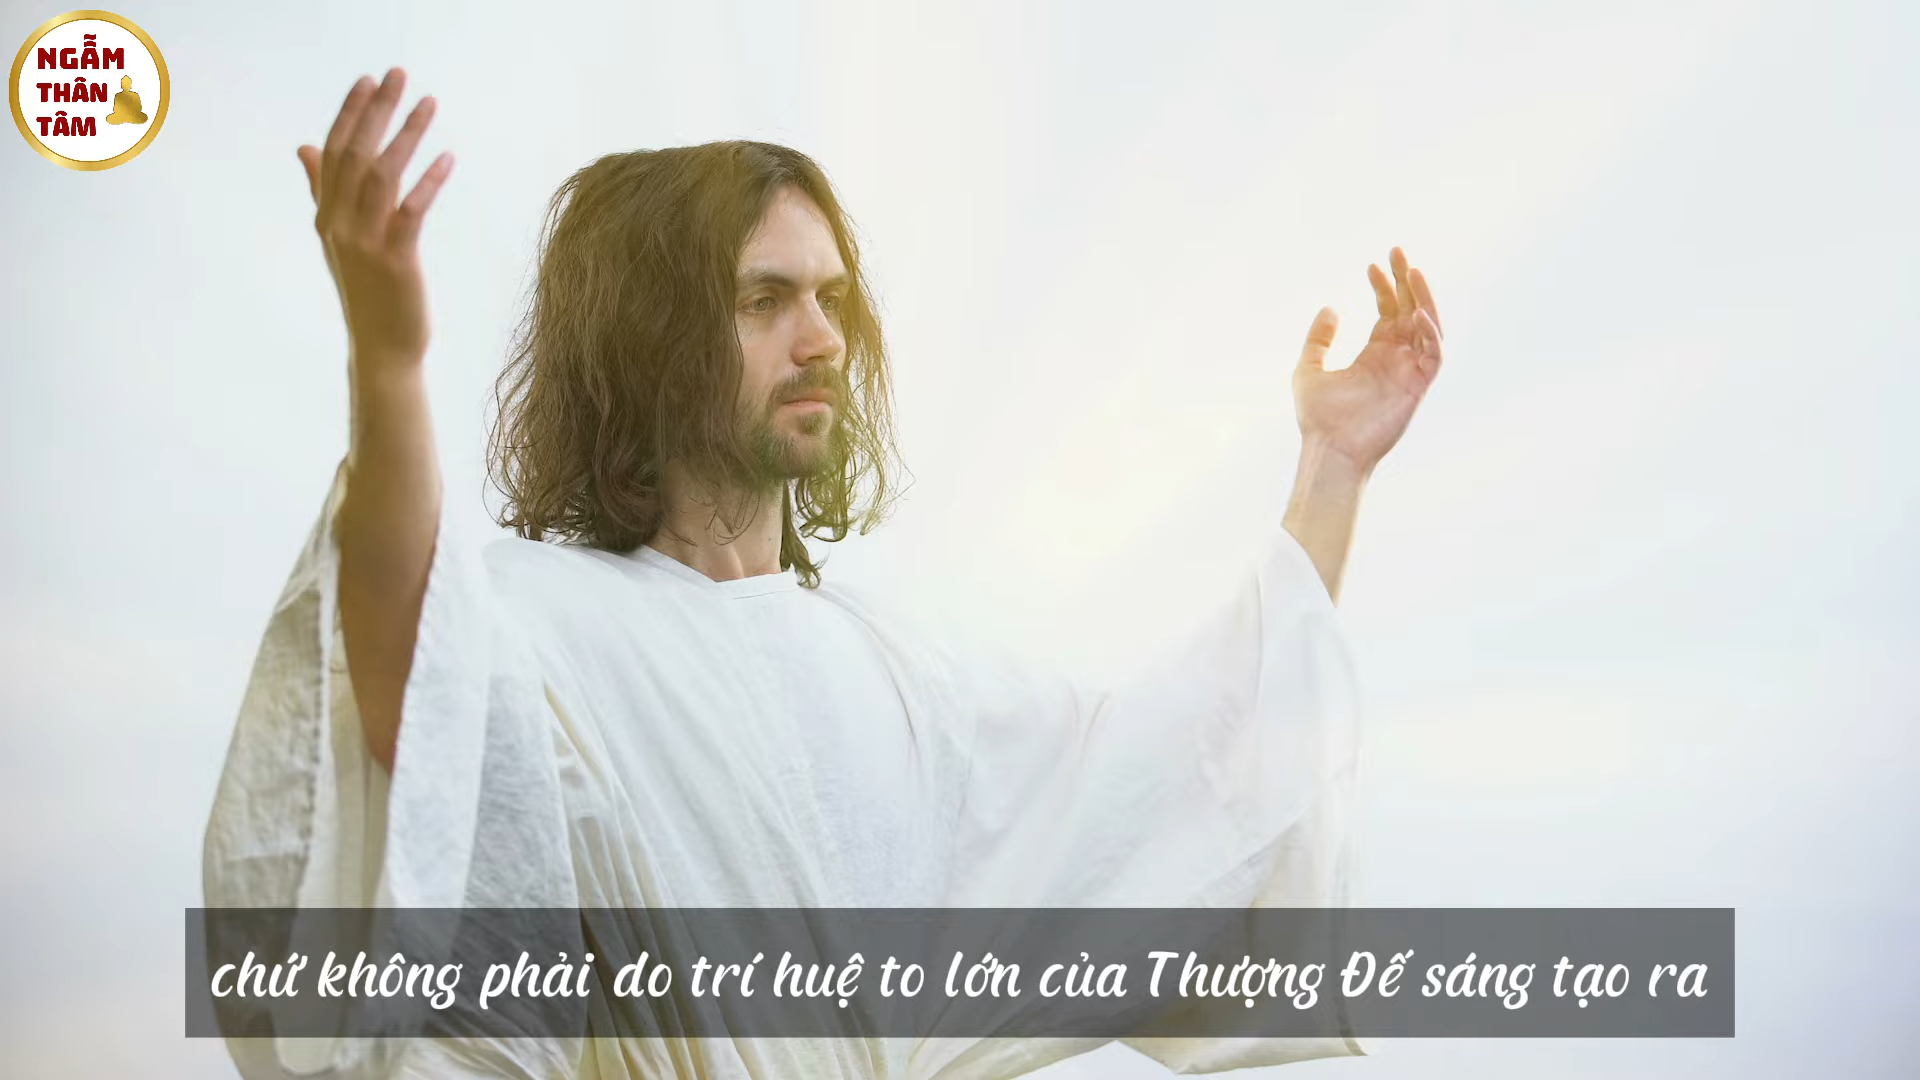 NGẪM
THÂN
TÂM
chứ không phải do trí huệ to lớn của Thượng Đế sáng tạo ra